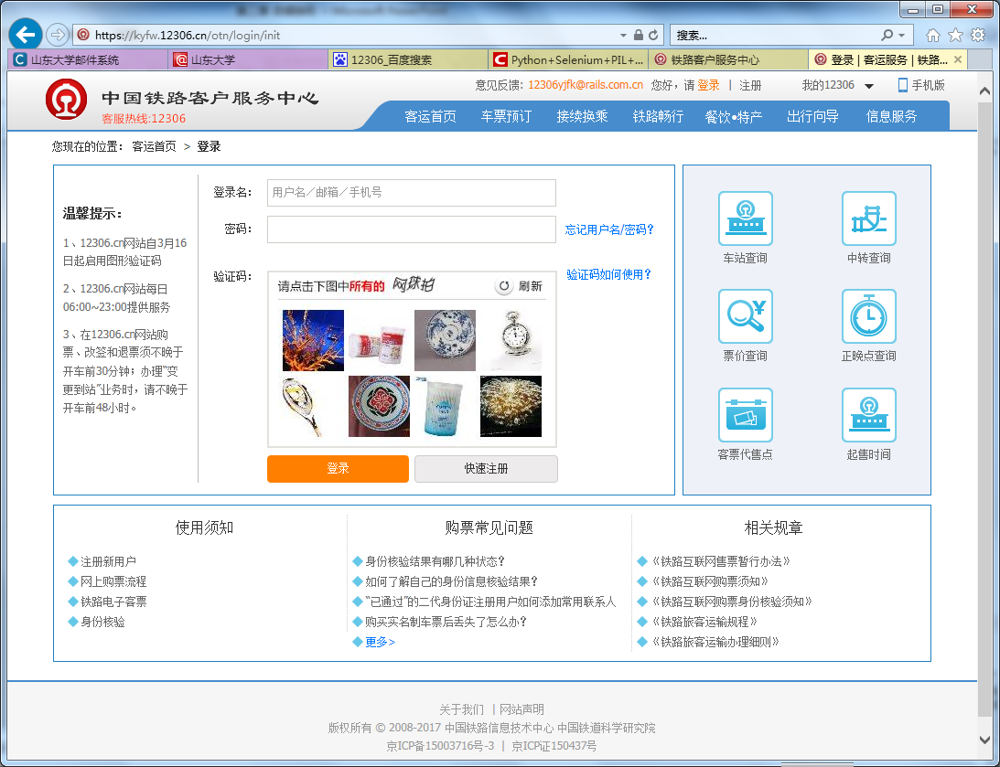 https://kyfw.12306.cn/otn/login/init
搜索...
山东大学邮件系统
山东大学
12306_百度搜索
Python+Selenium+PIL+...
铁路客户服务中心
登录 | 客运服务 | 铁路...
中国铁路客户服务中心
客服热线:12306
意见反馈: 12306yjfk@rails.com.cn 您好，请 登录 | 注册
我的12306
手机版
客运首页 车票预订 接续换乘 铁路畅行 餐饮•特产 出行向导 信息服务
您现在的位置： 客运首页 > 登录
温馨提示：
1、12306.cn网站自3月16
日起启用图形验证码
2、12306.cn网站每日
06:00~23:00提供服务
3、在12306.cn网站购
票、改签和退票须不晚于
开车前30分钟；办理“变
更到站”业务时，请不晚于
开车前48小时。
登录名： 用户名／邮箱／手机号
密码： 忘记用户名/密码?
验证码： 验证码如何使用?
请点击下图中所有的 网球拍 刷新
登录 快速注册
车站查询 中转查询
票价查询 正晚点查询
客票代售点 起售时间
使用须知
注册新用户
网上购票流程
铁路电子客票
身份核验
购票常见问题
身份核验结果有哪几种状态?
如何了解自己的身份信息核验结果?
“已通过”的二代身份证注册用户如何添加常用联系人
购买实名制车票后丢失了怎么办?
更多>
相关规章
《铁路互联网售票暂行办法》
《铁路互联网购票须知》
《铁路互联网购票身份核验须知》
《铁路旅客运输规程》
《铁路旅客运输办理细则》
关于我们 | 网站声明
版权所有 © 2008-2017 中国铁路信息技术中心 中国铁道科学研究院
京ICP备15003716号-3 | 京ICP证150437号